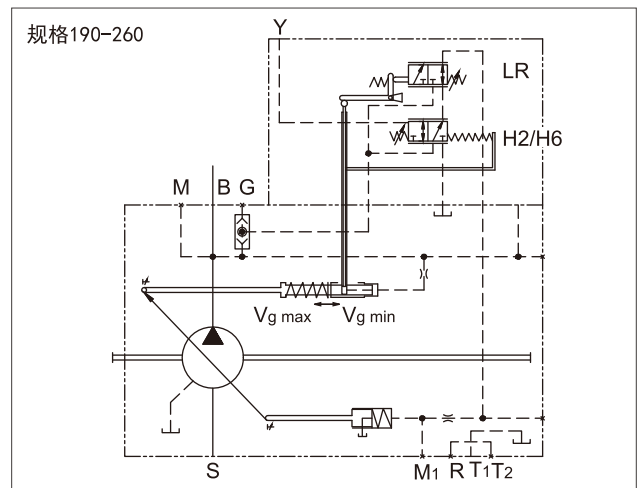 规格190-260
Y
LR
H2/H6
M B G
Vg max Vg min
S
M1 R T1 T2